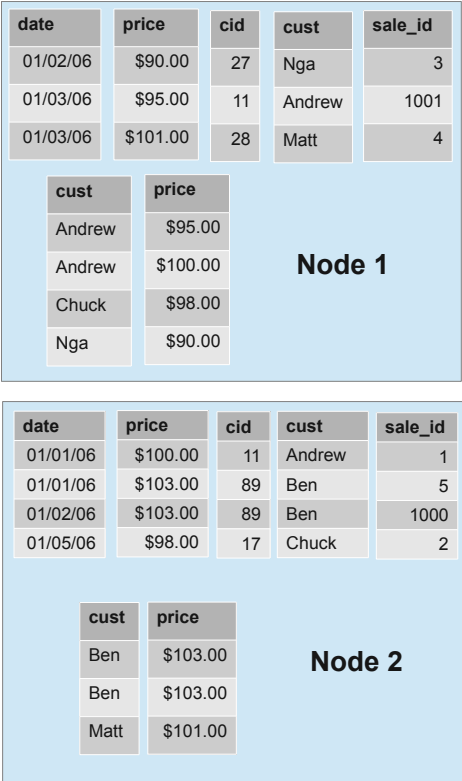 date price cid cust sale_id
01/02/06 $90.00 27 Nga 3
01/03/06 $95.00 11 Andrew 1001
01/03/06 $101.00 28 Matt 4
cust price
Andrew $95.00
Andrew $100.00
Chuck $98.00
Nga $90.00
Node 1
date price cid cust sale_id
01/01/06 $100.00 11 Andrew 1
01/01/06 $103.00 89 Ben 5
01/02/06 $103.00 89 Ben 1000
01/05/06 $98.00 17 Chuck 2
cust price
Ben $103.00
Ben $103.00
Matt $101.00
Node 2